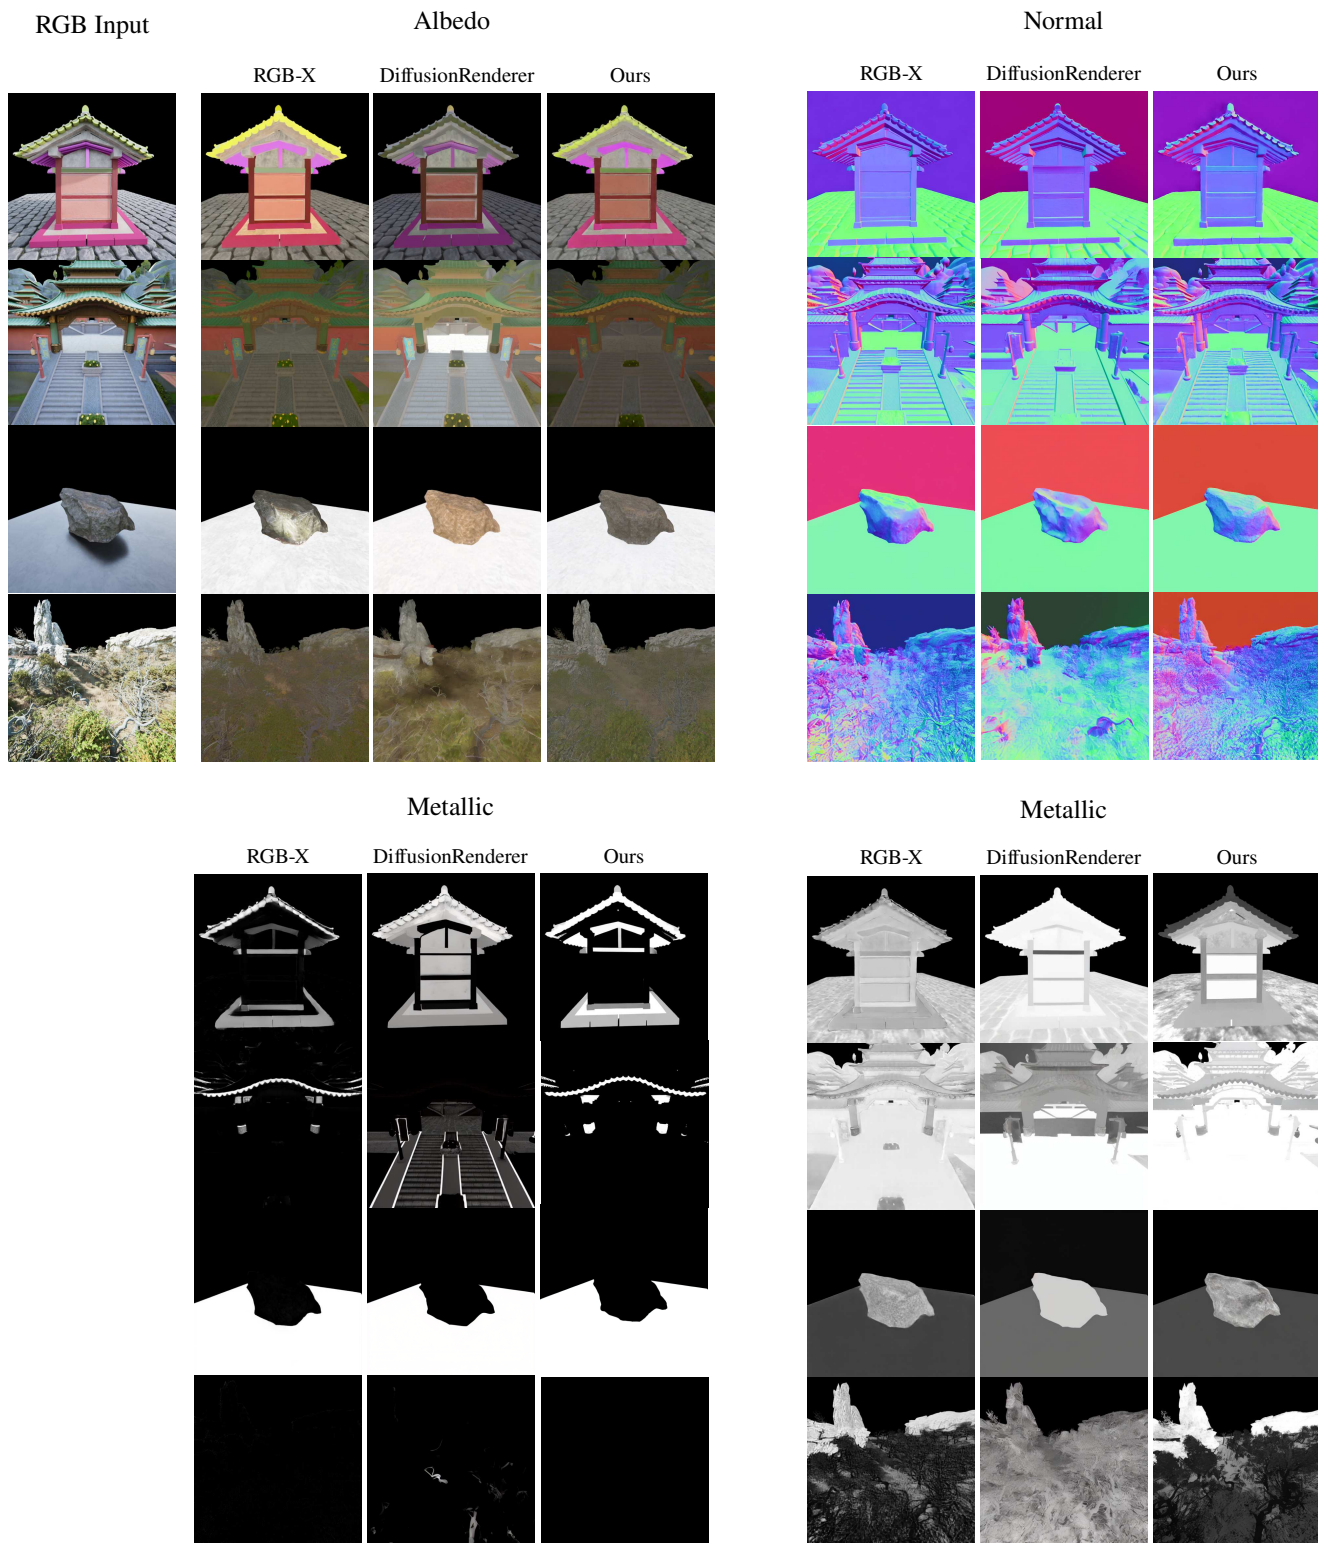 RGB Input
Albedo
Normal
RGB-X
DiffusionRenderer
Ours
RGB-X
DiffusionRenderer
Ours
Metallic
Metallic
RGB-X
DiffusionRenderer
Ours
RGB-X
DiffusionRenderer
Ours